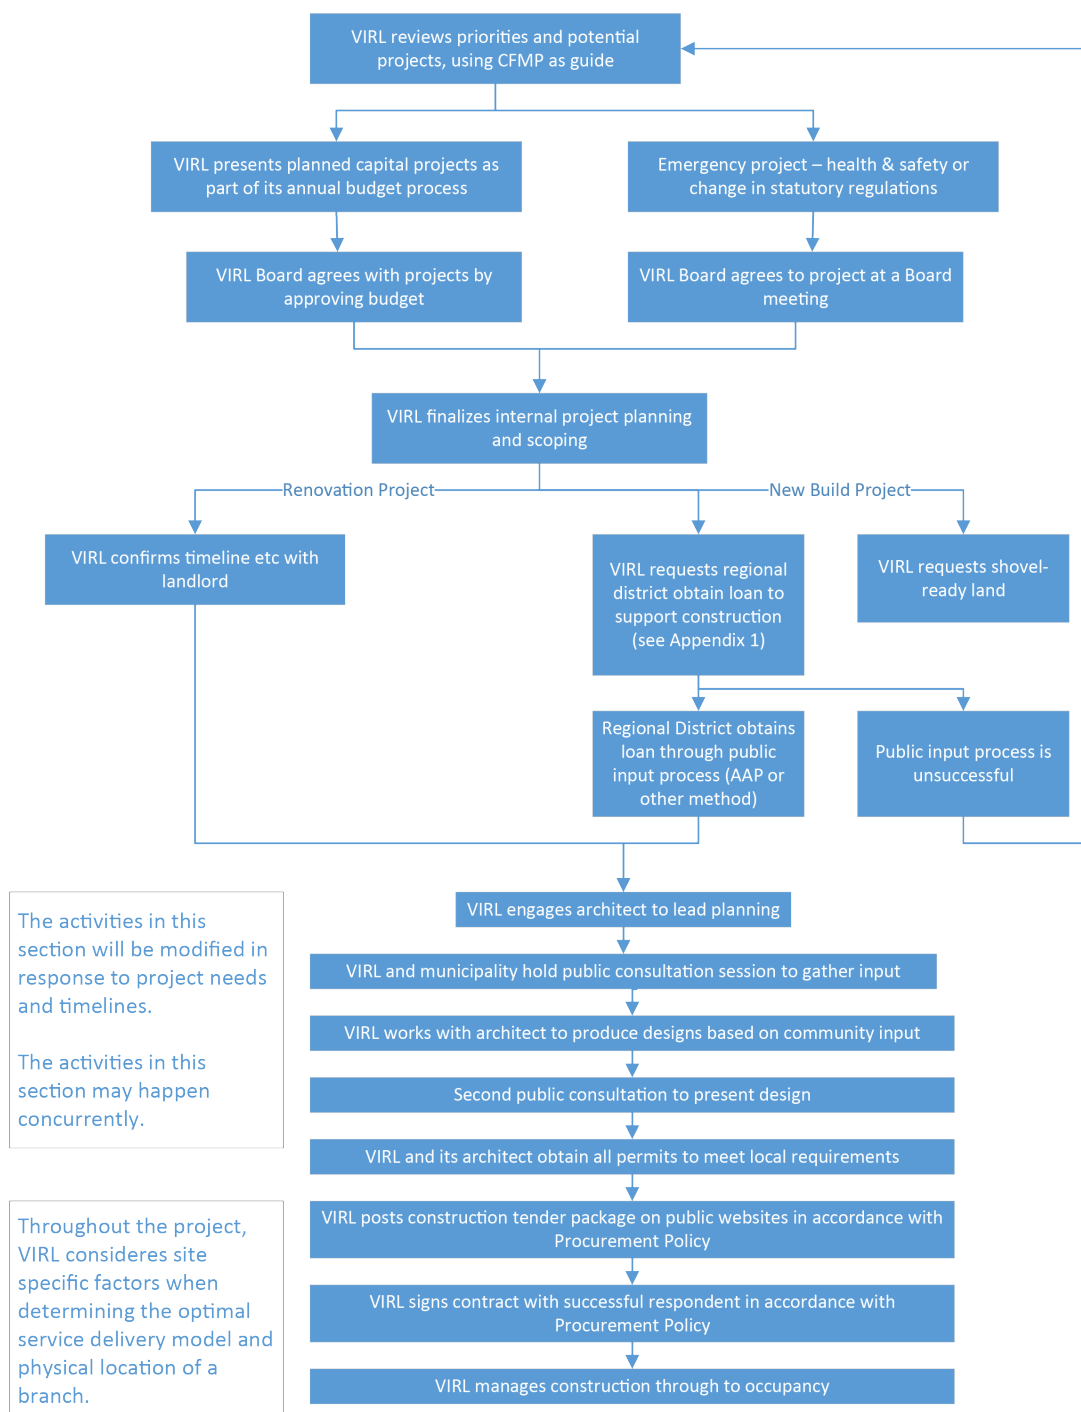 VIRL reviews priorities and potential
projects, using CFMP as guide
VIRL presents planned capital projects as
part of its annual budget process
Emergency project – health & safety or
change in statutory regulations
VIRL Board agrees with projects by
approving budget
VIRL Board agrees to project at a Board
meeting
VIRL finalizes internal project planning
and scoping
Renovation Project
New Build Project
VIRL confirms timeline etc with
landlord
VIRL requests regional
district obtain loan to
support construction
(see Appendix 1)
VIRL requests shovel-
ready land
Regional District obtains
loan through public
input process (AAP or
other method)
Public input process is
unsuccessful
VIRL engages architect to lead planning
VIRL and municipality hold public consultation session to gather input
VIRL works with architect to produce designs based on community input
Second public consultation to present design
VIRL and its architect obtain all permits to meet local requirements
VIRL posts construction tender package on public websites in accordance with
Procurement Policy
VIRL signs contract with successful respondent in accordance with
Procurement Policy
VIRL manages construction through to occupancy
The activities in this
section will be modified in
response to project needs
and timelines.
The activities in this
section may happen
concurrently.
Throughout the project,
VIRL consideres site
specific factors when
determining the optimal
service delivery model and
physical location of a
branch.